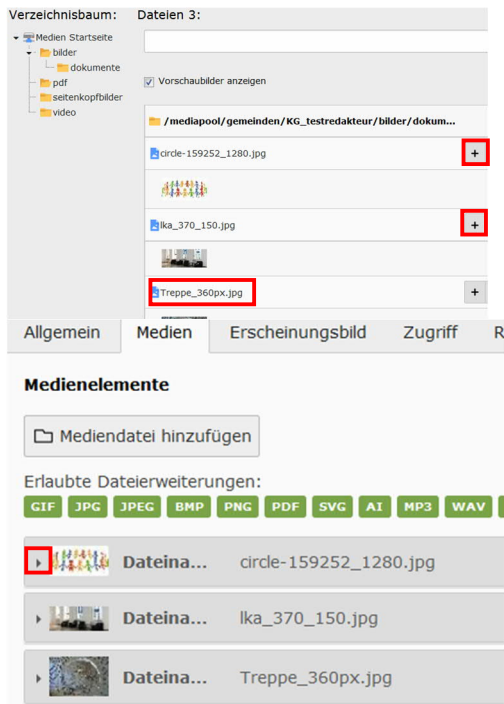 Verzeichnisbaum:
Dateien 3:
Medien Startseite
bilder
dokumente
pdf
seitenkopfbilder
video
Vorschaubilder anzeigen
/mediapool/gemeinden/KG_testredakteur/bilder/dokum...
circle-159252_1280.jpg +
lka_370_150.jpg +
Treppe_360px.jpg +
Allgemein Medien Erscheinungsbild Zugriff R
Medienelemente
Mediendatei hinzufügen
Erlaubte Dateierweiterungen:
GIF JPG JPEG BMP PNG PDF SVG AI MP3 WAV
Dateina... circle-159252_1280.jpg
Dateina... lka_370_150.jpg
Dateina... Treppe_360px.jpg